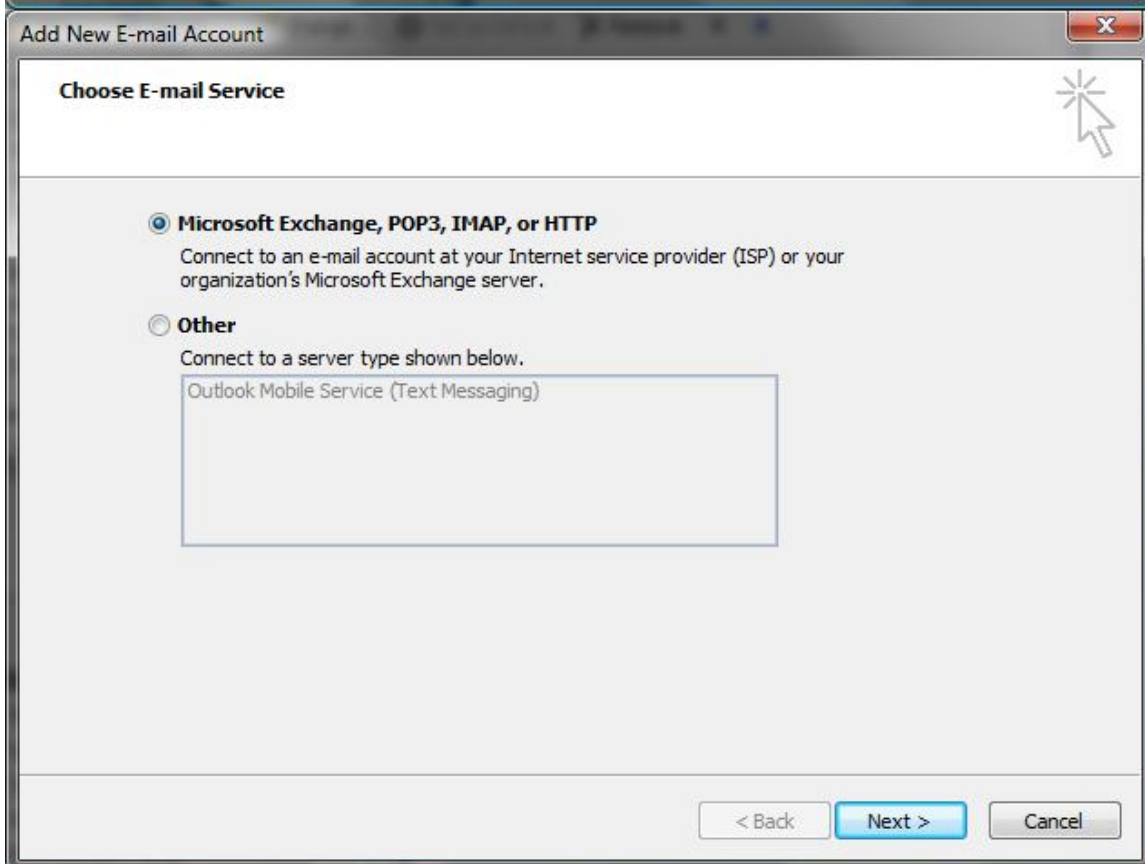 Add New E-mail Account
Choose E-mail Service
Microsoft Exchange, POP3, IMAP, or HTTP
Connect to an e-mail account at your Internet service provider (ISP) or your
organization's Microsoft Exchange server.
Other
Connect to a server type shown below.
Outlook Mobile Service (Text Messaging)
< Back
Next >
Cancel